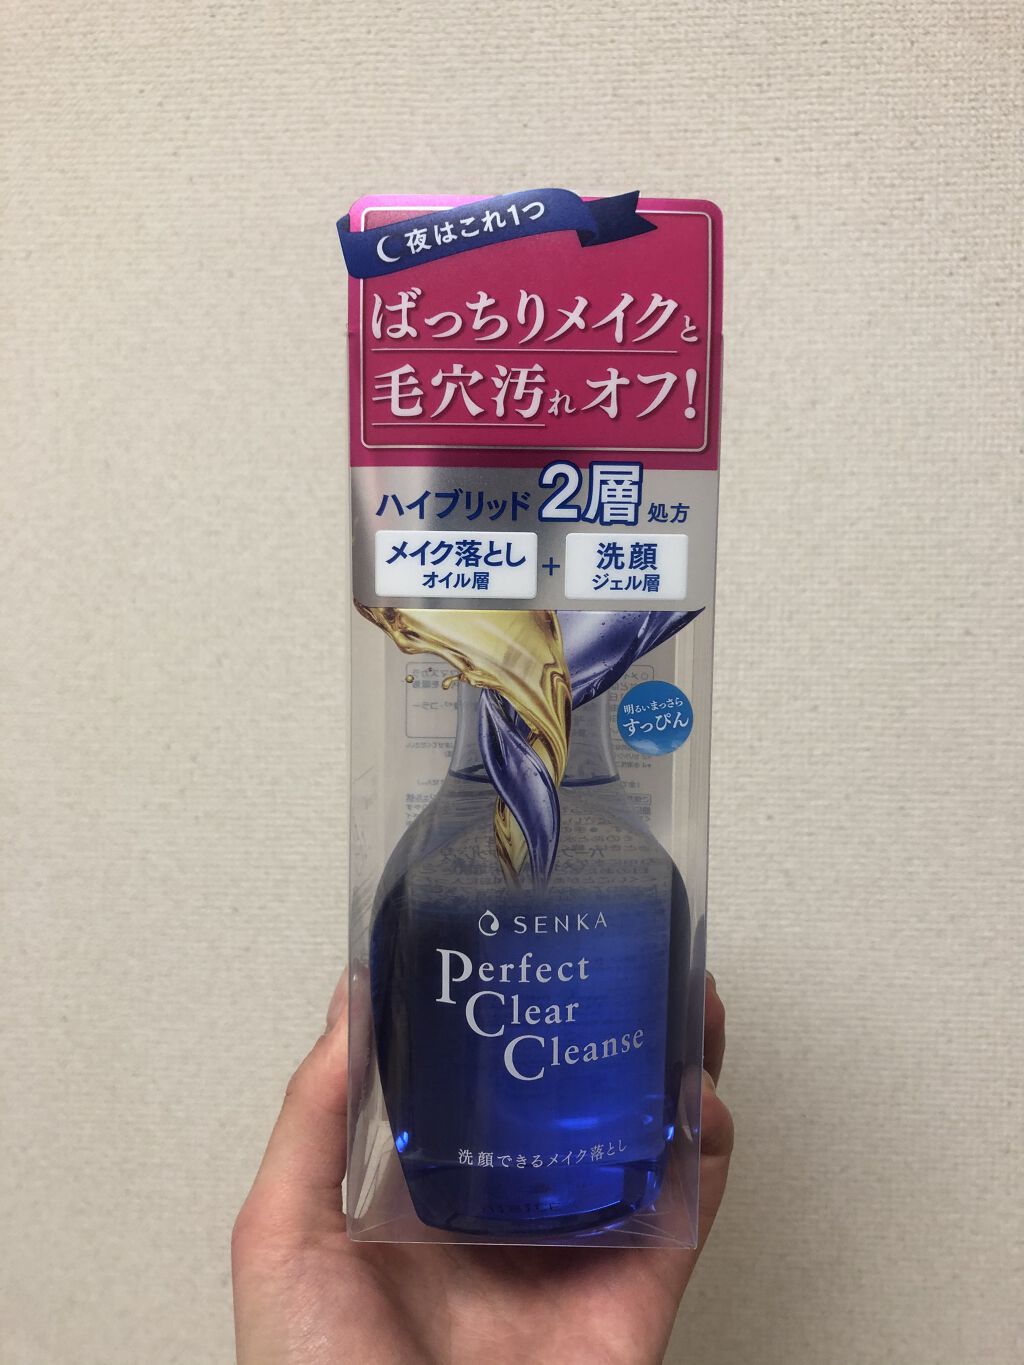 夜はこれ1つ
ばっちりメイクと
毛穴汚れオフ!
ハイブリッド2層処方
メイク落とし
オイル層
+
洗顔
ジェル層
明るいまっさら
すっぴん
SENKA
Perfect
Clear
Cleanse
洗顔できるメイク落とし